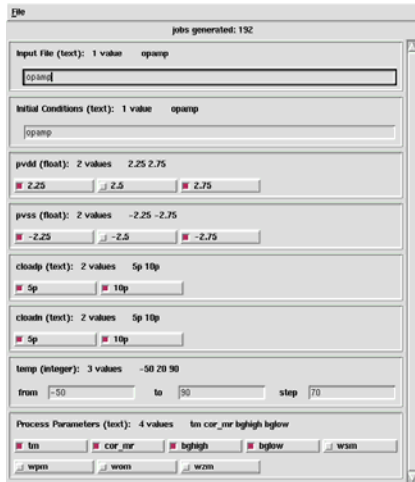 File
jobs generated: 192
Input File (text): 1 value opamp
opamp
Initial Conditions (text): 1 value opamp
opamp
pvdd (float): 2 values 2.25 2.75
2.25 2.5 2.75
pvss (float): 2 values -2.25 -2.75
-2.25 -2.5 -2.75
cloadp (text): 2 values 5p 10p
5p 10p
cloadn (text): 2 values 5p 10p
5p 10p
temp (integer): 3 values -50 20 90
from -50 to 90 step 70
Process Parameters (text): 4 values tm cor_mr bghigh bglow
tm cor_mr bghigh bglow wsm
wpm wom wzm